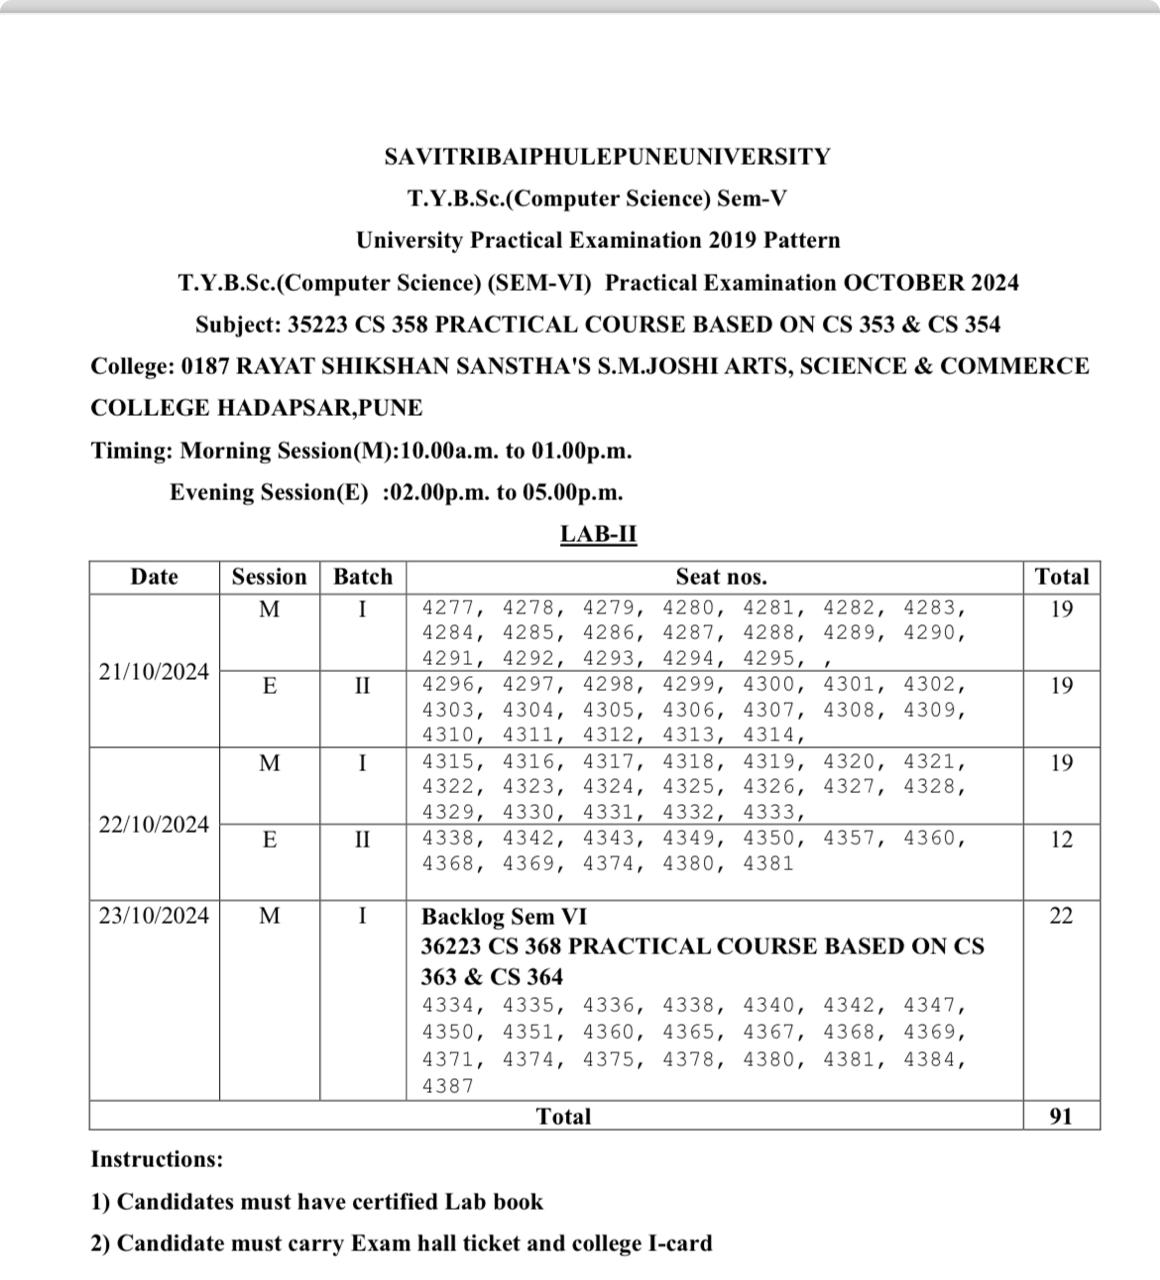 SAVITRIBAIPHULEPUNEUNIVERSITY
T.Y.B.Sc.(Computer Science) Sem-V
University Practical Examination 2019 Pattern
T.Y.B.Sc.(Computer Science) (SEM-VI) Practical Examination OCTOBER 2024
Subject: 35223 CS 358 PRACTICAL COURSE BASED ON CS 353 & CS 354
College: 0187 RAYAT SHIKSHAN SANSTHA'S S.M.JOSHI ARTS, SCIENCE & COMMERCE
COLLEGE HADAPSAR,PUNE
Timing: Morning Session(M):10.00a.m. to 01.00p.m.
Evening Session(E) :02.00p.m. to 05.00p.m.
LAB-II
Date Session Batch Seat nos. Total
21/10/2024 M I 4277, 4278, 4279, 4280, 4281, 4282, 4283, 19
4284, 4285, 4286, 4287, 4288, 4289, 4290,
4291, 4292, 4293, 4294, 4295, ,
E II 4296, 4297, 4298, 4299, 4300, 4301, 4302, 19
4303, 4304, 4305, 4306, 4307, 4308, 4309,
4310, 4311, 4312, 4313, 4314,
22/10/2024 M I 4315, 4316, 4317, 4318, 4319, 4320, 4321, 19
4322, 4323, 4324, 4325, 4326, 4327, 4328,
4329, 4330, 4331, 4332, 4333,
E II 4338, 4342, 4343, 4349, 4350, 4357, 4360, 12
4368, 4369, 4374, 4380, 4381
23/10/2024 M I Backlog Sem VI 22
36223 CS 368 PRACTICAL COURSE BASED ON CS
363 & CS 364
4334, 4335, 4336, 4338, 4340, 4342, 4347,
4350, 4351, 4360, 4365, 4367, 4368, 4369,
4371, 4374, 4375, 4378, 4380, 4381, 4384,
4387
Total 91
Instructions:
1) Candidates must have certified Lab book
2) Candidate must carry Exam hall ticket and college I-card